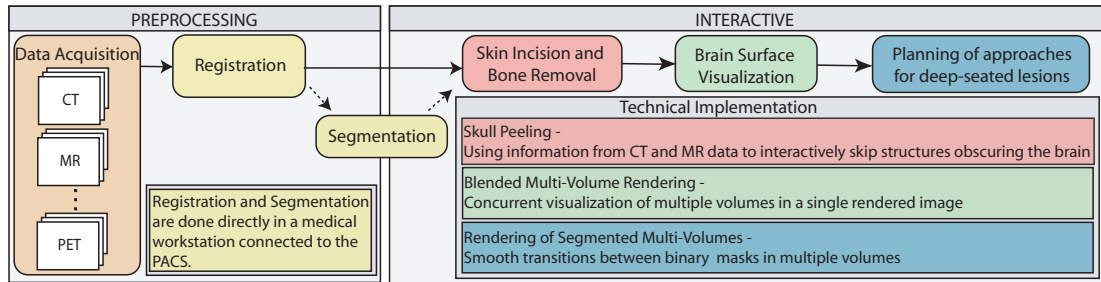 PREPROCESSING
Data Acquisition
CT
MR
PET
Registration
Segmentation
Registration and Segmentation
are done directly in a medical
workstation connected to the
PACS.
INTERACTIVE
Skin Incision and
Bone Removal
Brain Surface
Visualization
Planning of approaches
for deep-seated lesions
Technical Implementation
Skull Peeling -
Using information from CT and MR data to interactively skip structures obscuring the brain
Blended Multi-Volume Rendering -
Concurrent visualization of multiple volumes in a single rendered image
Rendering of Segmented Multi-Volumes -
Smooth transitions between binary masks in multiple volumes